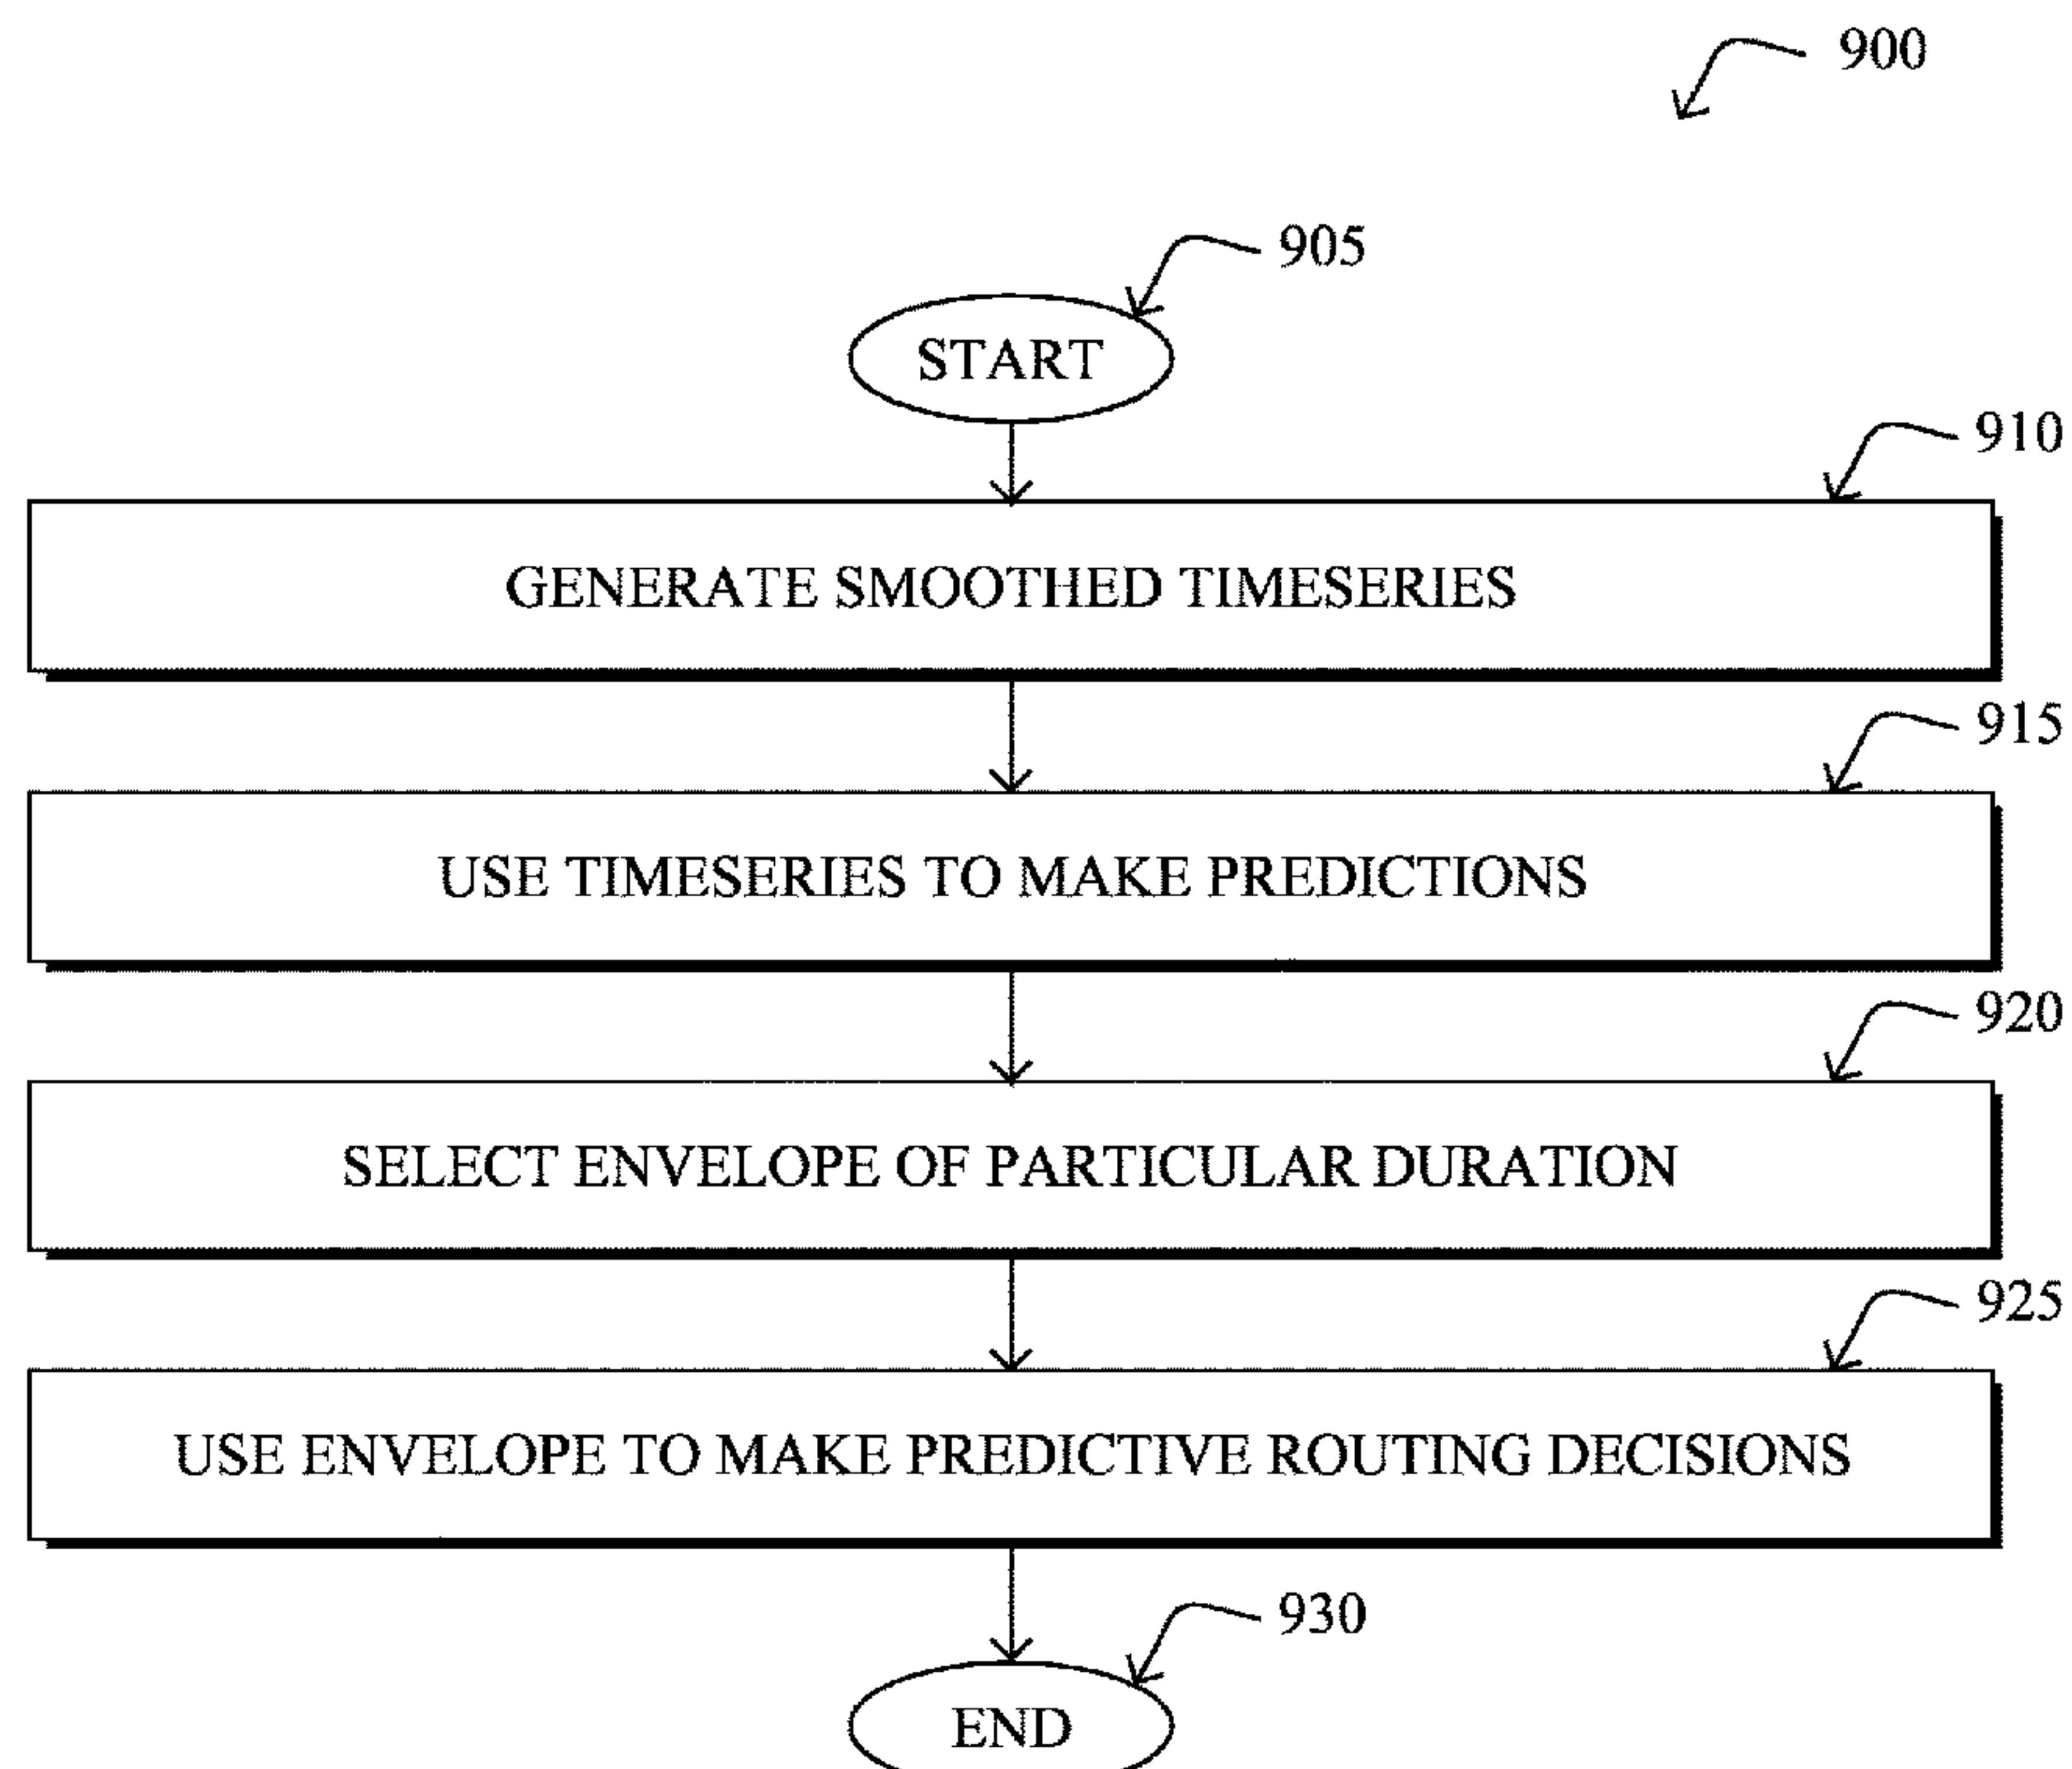 900
905
START
910
GENERATE SMOOTHED TIMESERIES
915
USE TIMESERIES TO MAKE PREDICTIONS
920
SELECT ENVELOPE OF PARTICULAR DURATION
925
USE ENVELOPE TO MAKE PREDICTIVE ROUTING DECISIONS
930
END